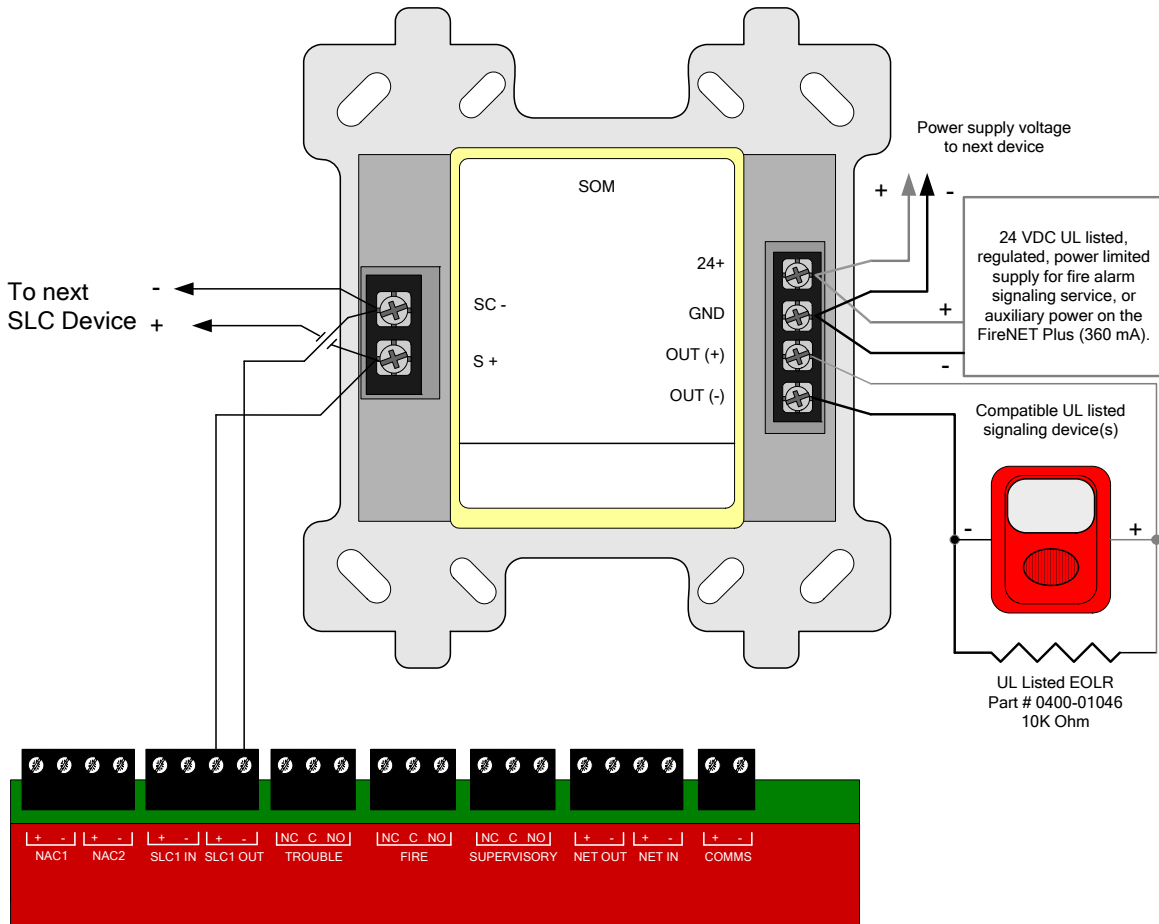 Power supply voltage
to next device
+ -
SOM
24+
GND
OUT (+)
OUT (-)
SC -
S +
To next
SLC Device
-
+
24 VDC UL listed,
regulated, power limited
supply for fire alarm
signaling service, or
auxiliary power on the
FireNET Plus (360 mA).
+
-
Compatible UL listed
signaling device(s)
- +
UL Listed EOLR
Part # 0400-01046
10K Ohm
+ - + - + - + - NC C NO NC C NO NC C NO + - + - + -
NAC1 NAC2 SLC1 IN SLC1 OUT TROUBLE FIRE SUPERVISORY NET OUT NET IN COMMS